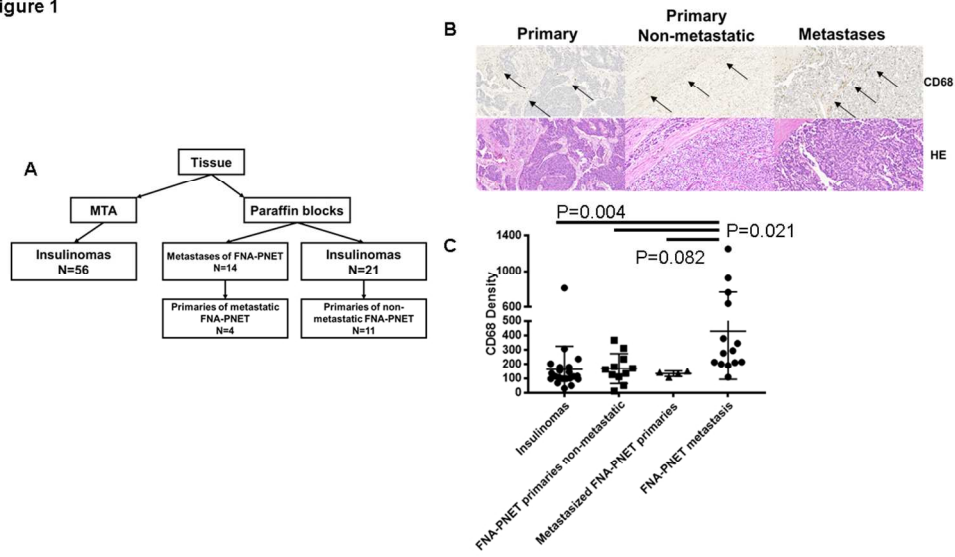 igure 1
A
Tissue
MTA
Paraffin blocks
Insulinomas
N=56
Metastases of FNA-PNET
N=14
Insulinomas
N=21
Primaries of metastatic
FNA-PNET
N=4
Primaries of non-
metastatic FNA-PNET
N=11
B
Primary
Primary
Non-metastatic
Metastases
CD68
HE
C
P=0.004
P=0.021
P=0.082
CD68 Density
1400
1000
600
500
400
300
200
100
0
Insulinomas
FNA-PNET primaries non-metastatic
Metastasized FNA-PNET primaries
FNA-PNET metastasis